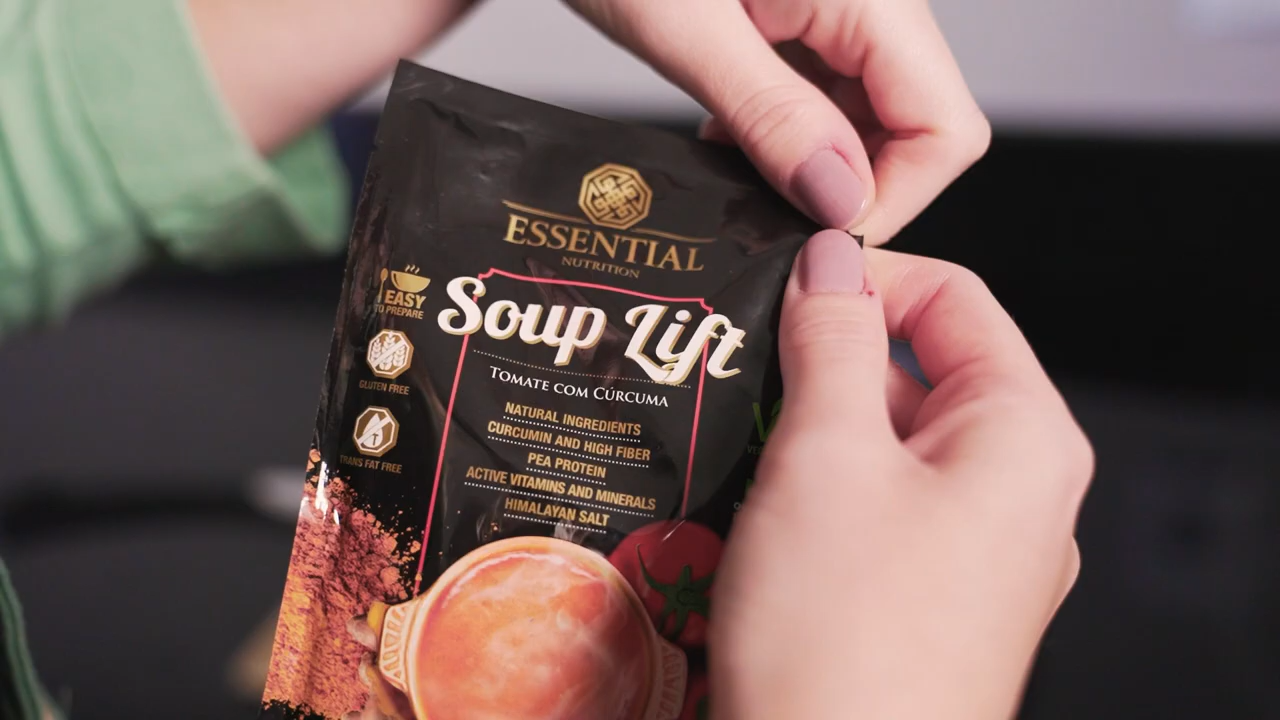 ESSENTIAL
NUTRITION
EASY
TO PREPARE
GLUTEN FREE
TRANS FAT FREE
Soup Lift
TOMATE COM CÚRCUMA
NATURAL INGREDIENTS
CURCUMIN AND HIGH FIBER
PEA PROTEIN
ACTIVE VITAMINS AND MINERALS
HIMALAYAN SALT